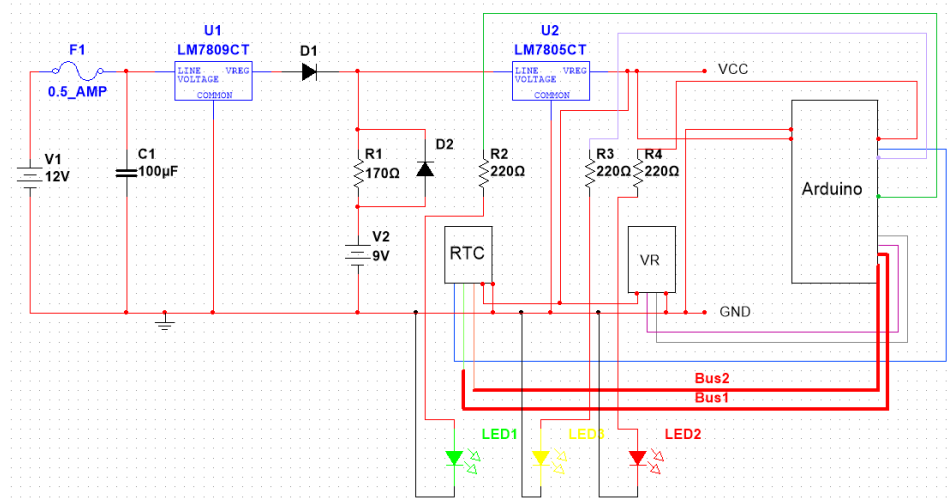 F1
0.5_AMP
U1
LM7809CT
LINE VREG
VOLTAGE
COMMON
D1
U2
LM7805CT
LINE VREG
VOLTAGE
COMMON
VCC
V1
12V
C1
100µF
R1
170Ω
D2
R2
220Ω
R3
220Ω
R4
220Ω
Arduino
V2
9V
RTC
VR
GND
Bus2
Bus1
LED1
LED3
LED2